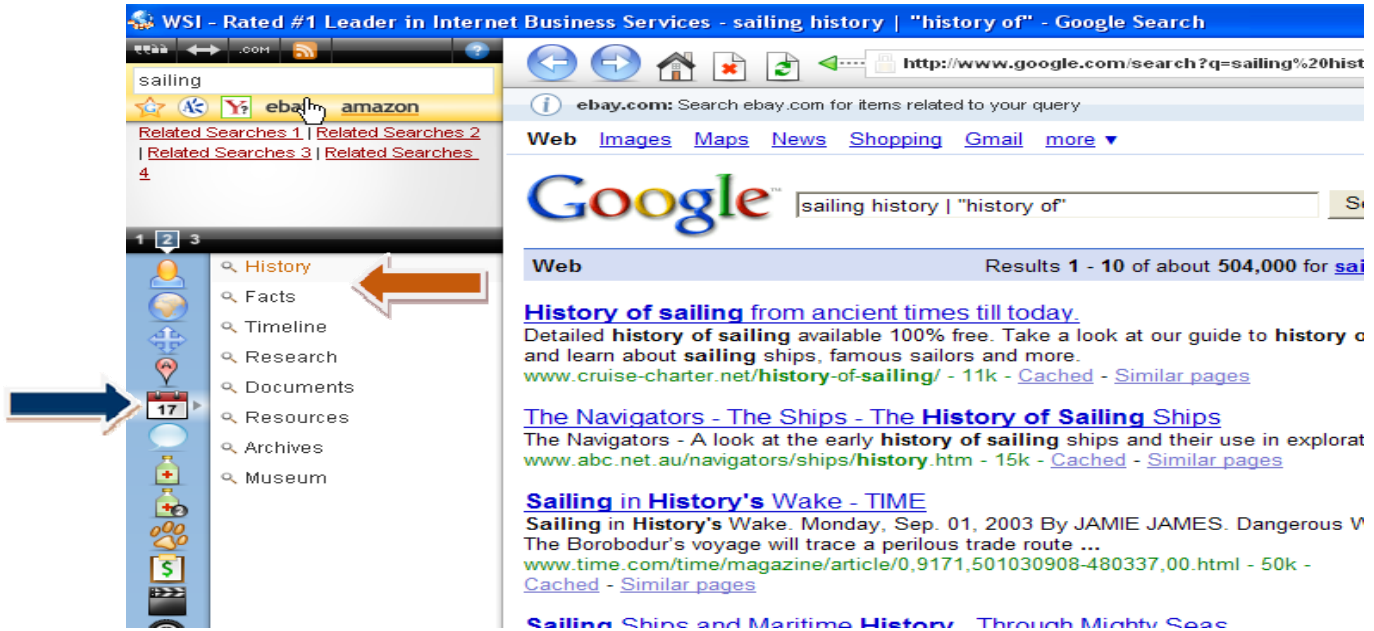 WSI - Rated #1 Leader in Internet Business Services - sailing history | "history of" - Google Search
.COM
?
sailing
Y?
ebay amazon
Related Searches 1 | Related Searches 2
| Related Searches 3 | Related Searches
4
1 2 3
17
$
History
Facts
Timeline
Research
Documents
Resources
Archives
Museum
http://www.google.com/search?q=sailing%20hist
i ebay.com: Search ebay.com for items related to your query
Web Images Maps News Shopping Gmail more ▼
Google™ sailing history | "history of"
Web Results 1 - 10 of about 504,000 for sai
History of sailing from ancient times till today.
Detailed history of sailing available 100% free. Take a look at our guide to history o
and learn about sailing ships, famous sailors and more.
www.cruise-charter.net/history-of-sailing/ - 11k - Cached - Similar pages
The Navigators - The Ships - The History of Sailing Ships
The Navigators - A look at the early history of sailing ships and their use in explorat
www.abc.net.au/navigators/ships/history.htm - 15k - Cached - Similar pages
Sailing in History's Wake - TIME
Sailing in History's Wake. Monday, Sep. 01, 2003 By JAMIE JAMES. Dangerous W
The Borobodur's voyage will trace a perilous trade route ...
www.time.com/time/magazine/article/0,9171,501030908-480337,00.html - 50k -
Cached - Similar pages
Sailing Ships and Maritime History - Through Mighty Seas